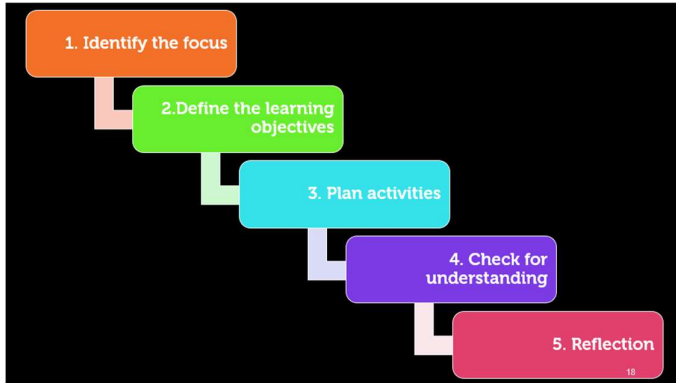 1. Identify the focus
2.Define the learning
objectives
3. Plan activities
4. Check for
understanding
5. Reflection
18